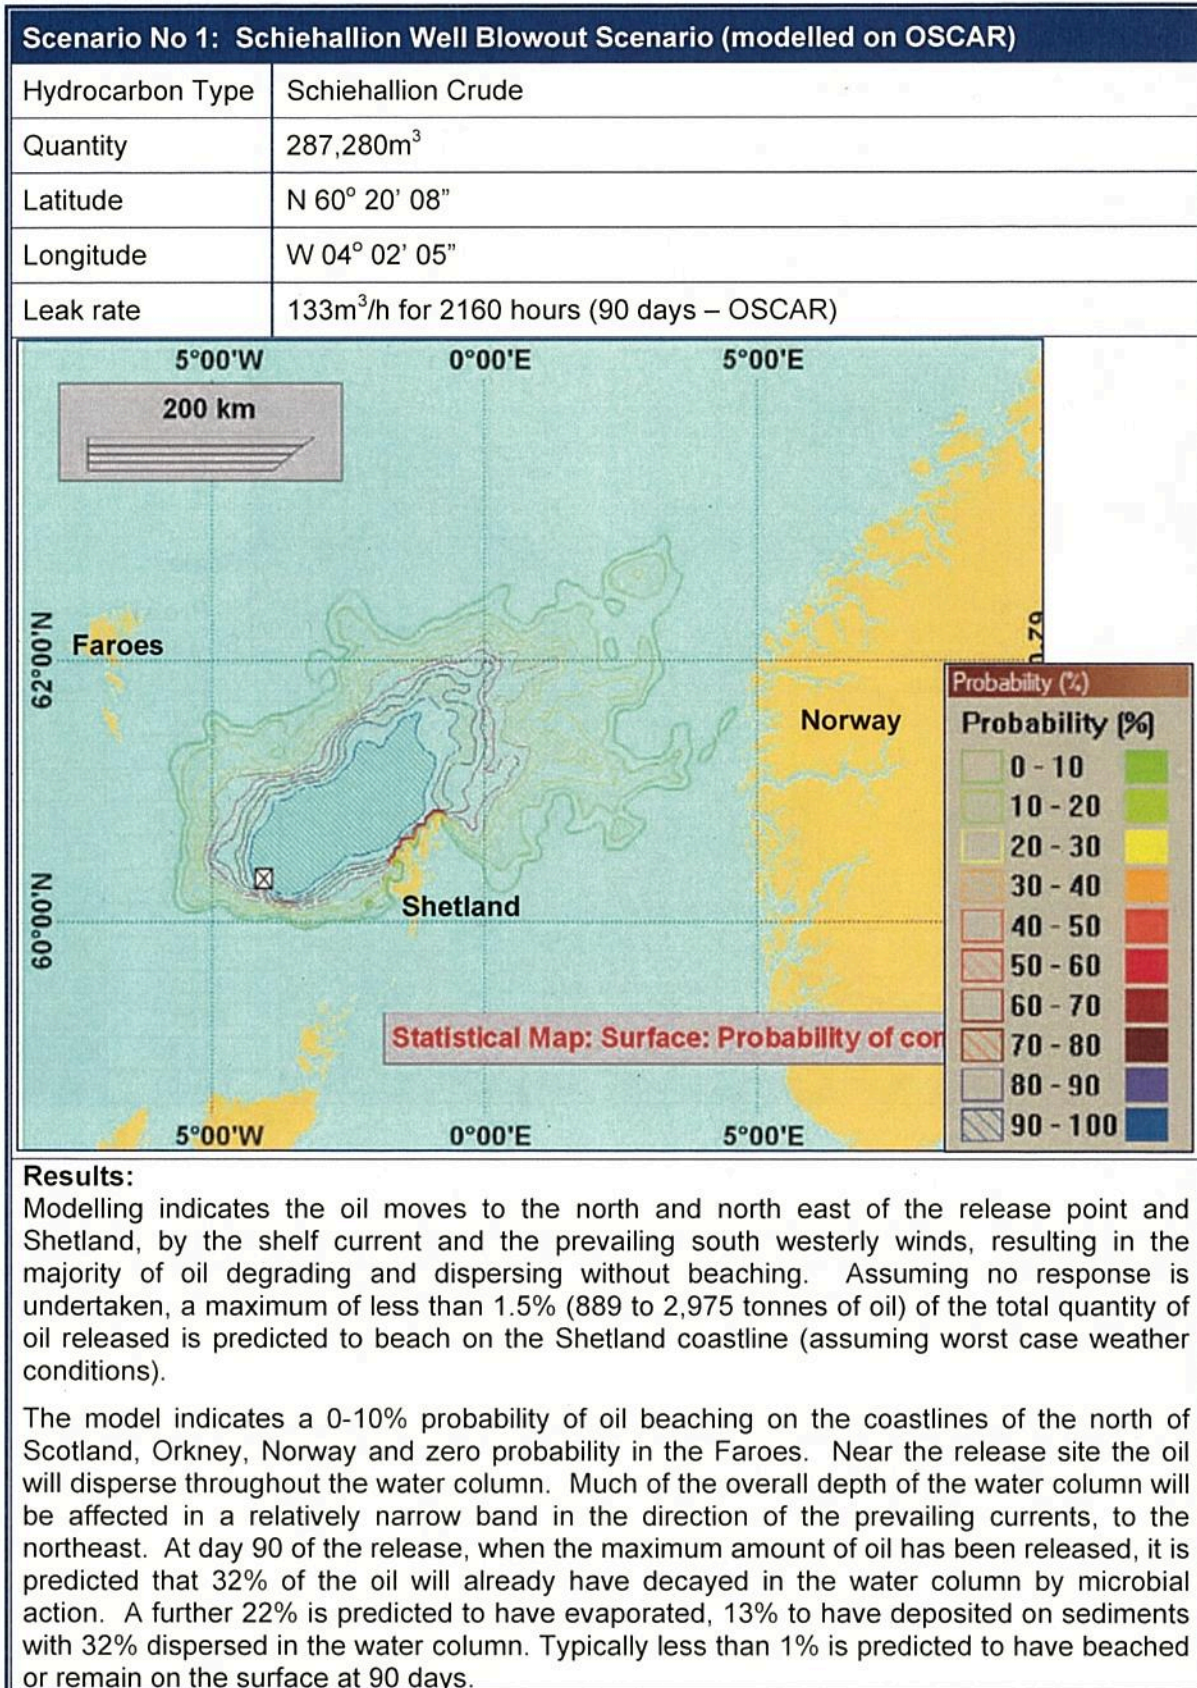 Scenario No 1: Schiehallion Well Blowout Scenario (modelled on OSCAR)
Hydrocarbon Type Schiehallion Crude
Quantity 287,280m³
Latitude N 60° 20' 08"
Longitude W 04° 02' 05"
Leak rate 133m³/h for 2160 hours (90 days – OSCAR)
5°00'W 0°00'E 5°00'E
200 km
62°00'N
Faroes
Norway
60°00'N
Shetland
Statistical Map: Surface: Probability of con
5°00'W 0°00'E 5°00'E
Probability (%)
Probability (%)
0 - 10
10 - 20
20 - 30
30 - 40
40 - 50
50 - 60
60 - 70
70 - 80
80 - 90
90 - 100
Results:
Modelling indicates the oil moves to the north and north east of the release point and
Shetland, by the shelf current and the prevailing south westerly winds, resulting in the
majority of oil degrading and dispersing without beaching. Assuming no response is
undertaken, a maximum of less than 1.5% (889 to 2,975 tonnes of oil) of the total quantity of
oil released is predicted to beach on the Shetland coastline (assuming worst case weather
conditions).
The model indicates a 0-10% probability of oil beaching on the coastlines of the north of
Scotland, Orkney, Norway and zero probability in the Faroes. Near the release site the oil
will disperse throughout the water column. Much of the overall depth of the water column will
be affected in a relatively narrow band in the direction of the prevailing currents, to the
northeast. At day 90 of the release, when the maximum amount of oil has been released, it is
predicted that 32% of the oil will already have decayed in the water column by microbial
action. A further 22% is predicted to have evaporated, 13% to have deposited on sediments
with 32% dispersed in the water column. Typically less than 1% is predicted to have beached
or remain on the surface at 90 days.